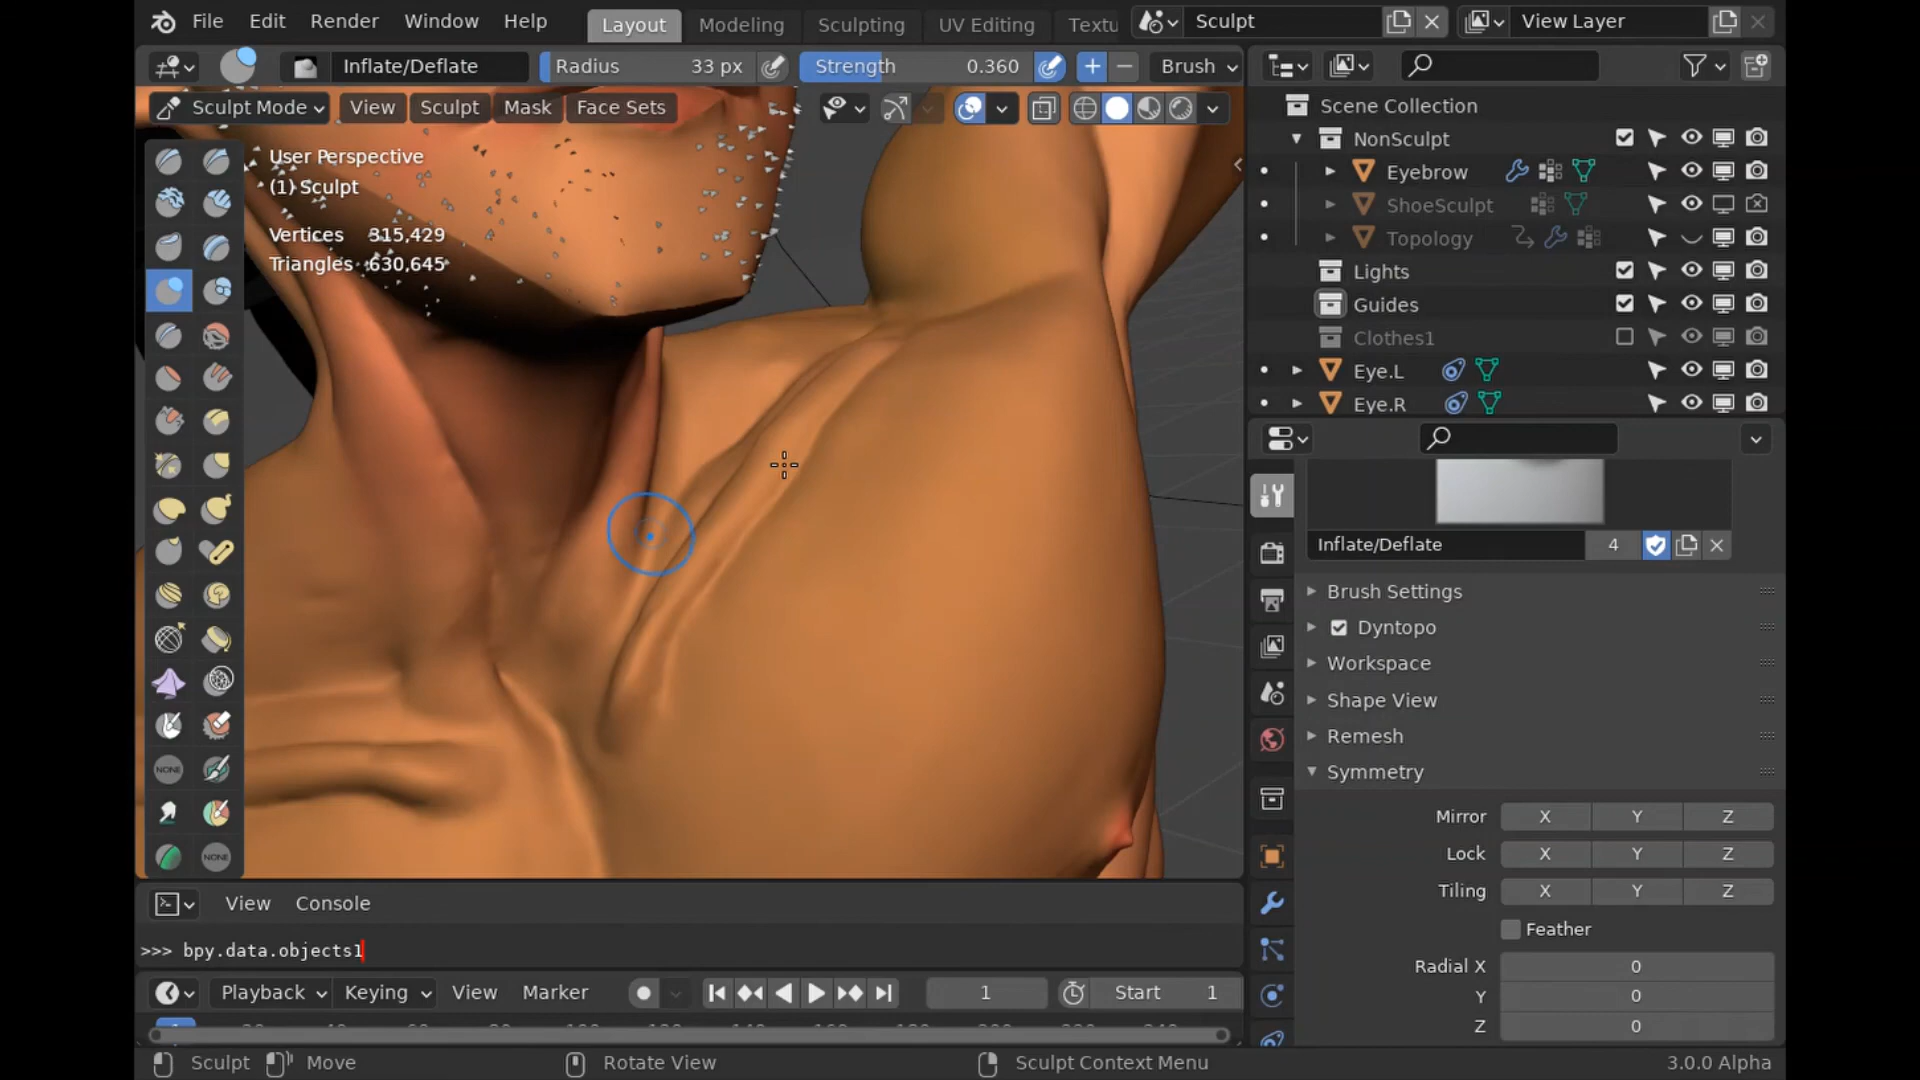 File Edit Render Window Help Layout Modeling Sculpting UV Editing Textu Sculpt View Layer
Inflate/Deflate Radius 33 px Strength 0.360 Brush
Sculpt Mode View Sculpt Mask Face Sets
User Perspective
(1) Sculpt
Vertices 315,429
Triangles 630,645
NONE
NONE
Scene Collection
NonSculpt
Eyebrow
ShoeSculpt
Topology
Lights
Guides
Clothes1
Eye.L
Eye.R
Inflate/Deflate 4
Brush Settings
Dyntopo
Workspace
Shape View
Remesh
Symmetry
Mirror X Y Z
Lock X Y Z
Tiling X Y Z
Feather
Radial X 0
Y 0
Z 0
View Console
>>> bpy.data.objects1
Playback Keying View Marker 1 Start 1
Sculpt Move Rotate View Sculpt Context Menu 3.0.0 Alpha